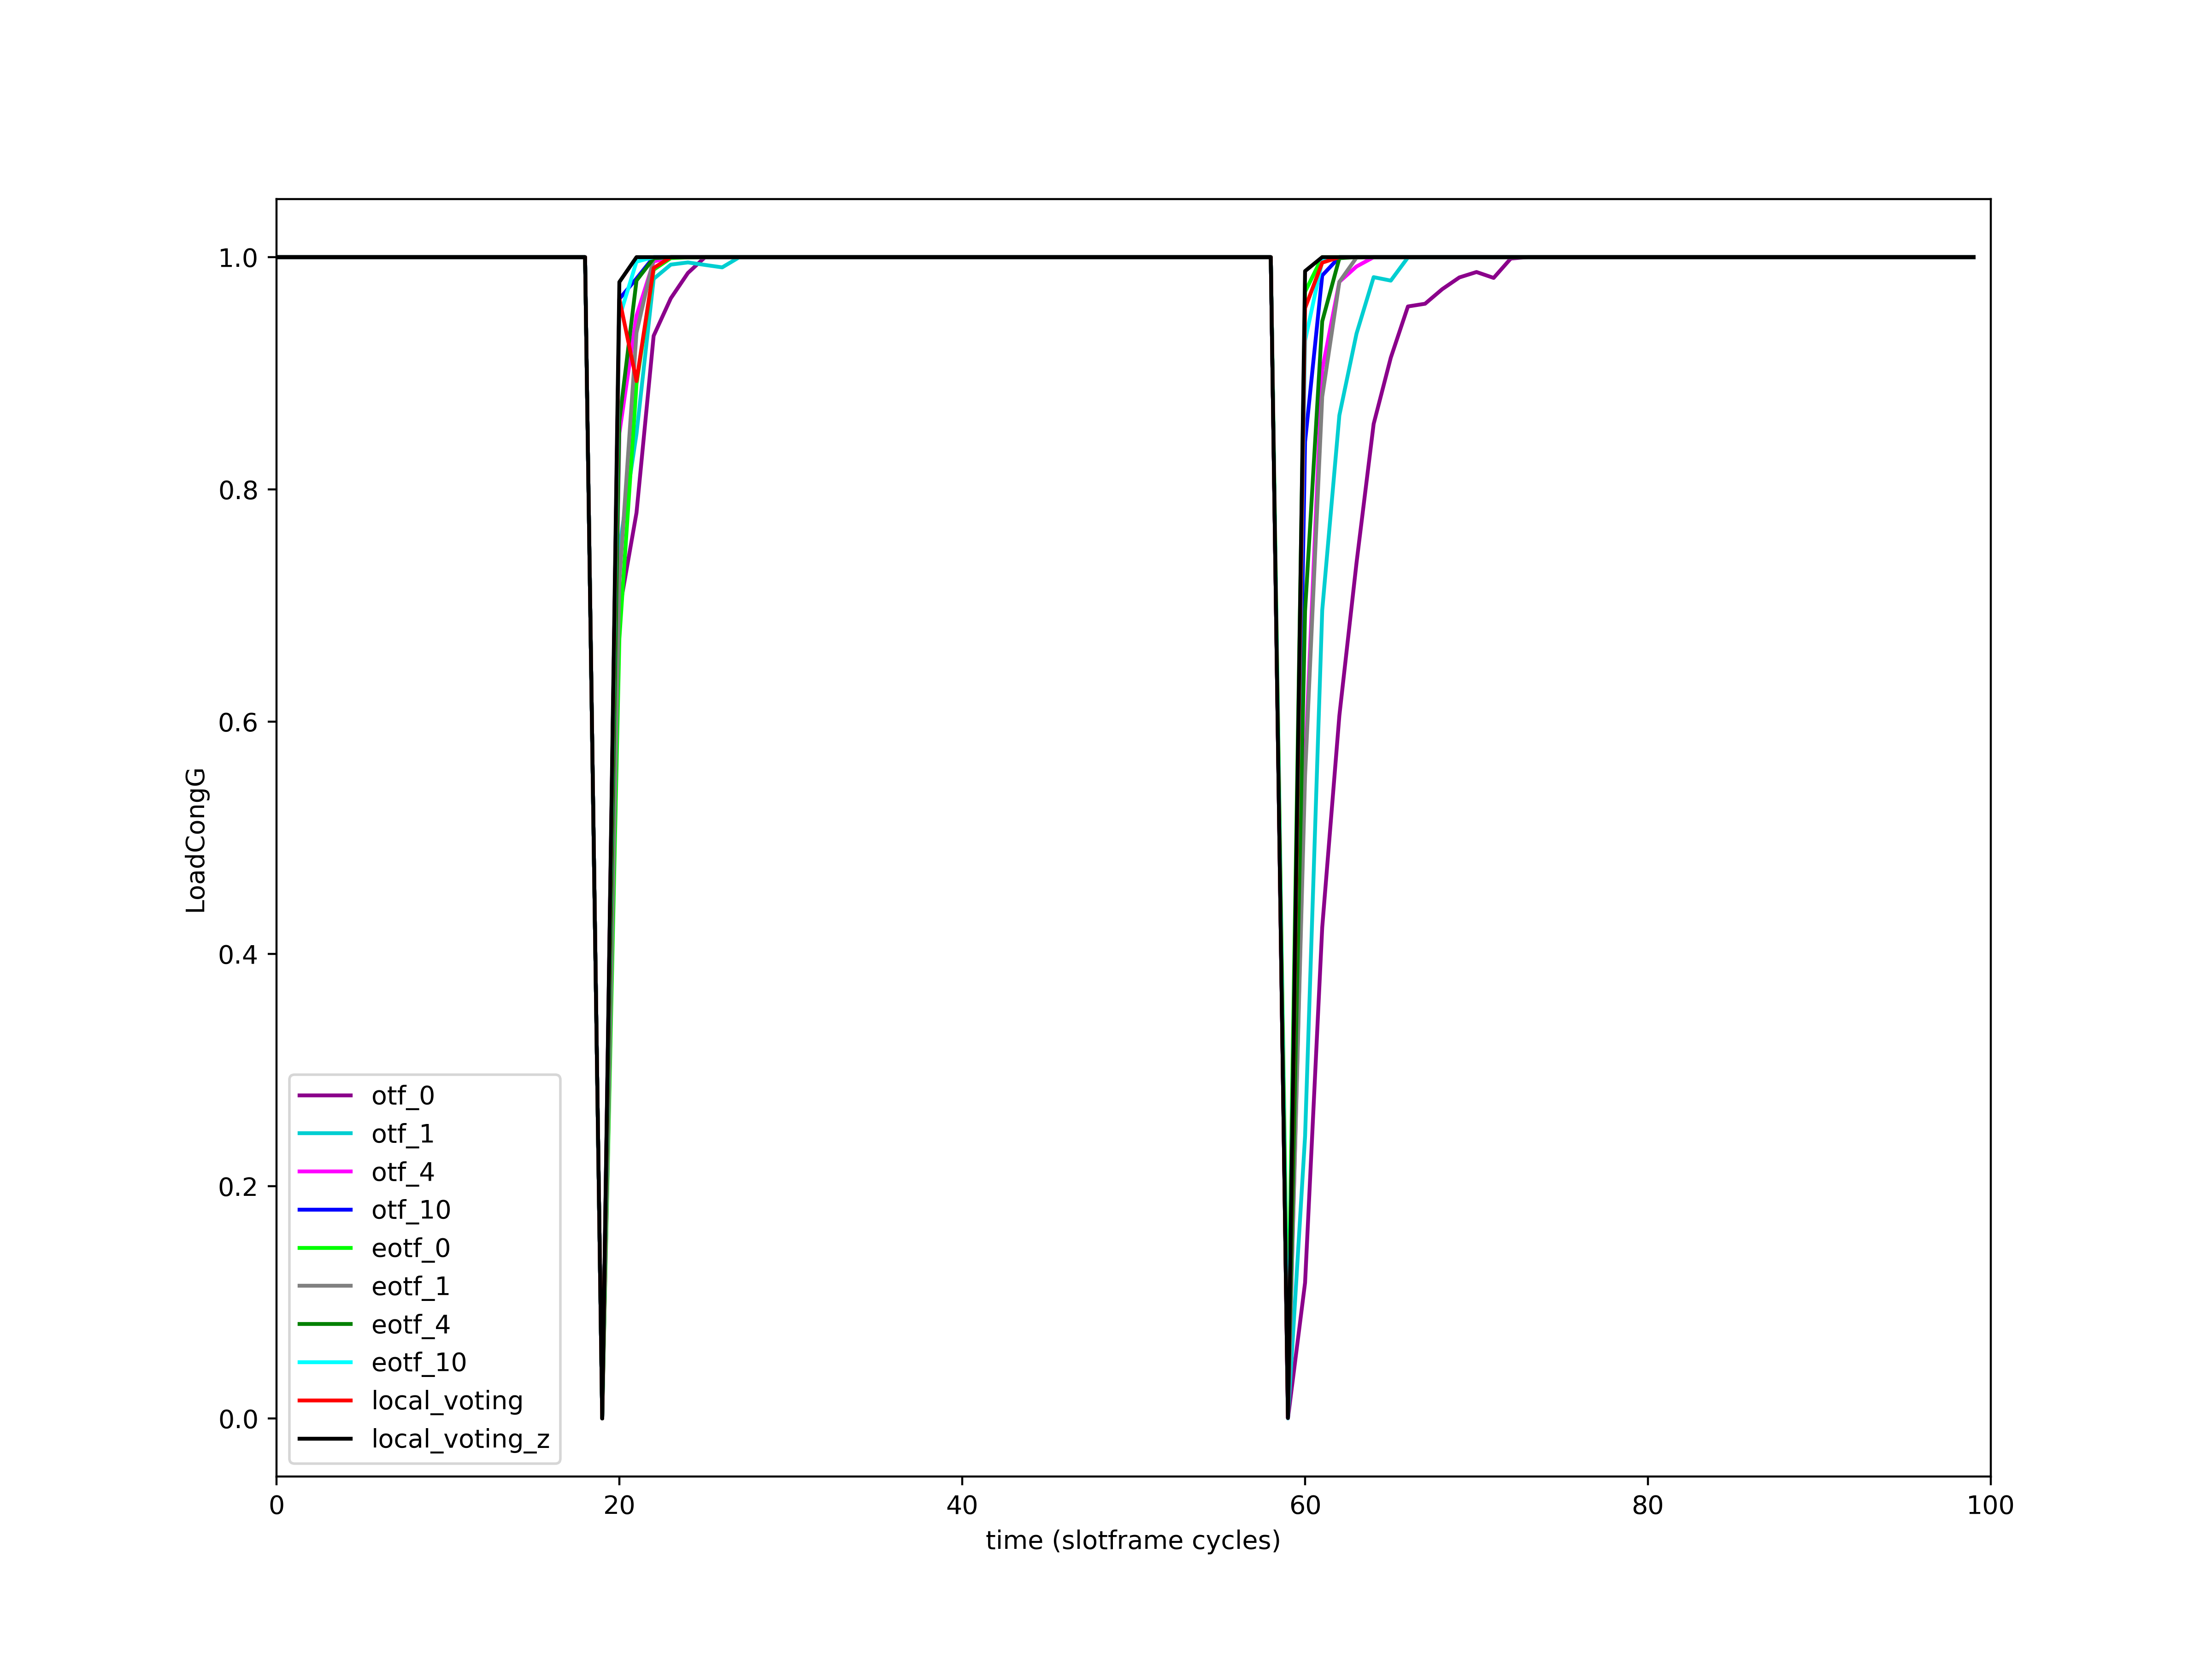 1.0
0.8
0.6
0.4
0.2
0.0
LoadCongG
otf_0
otf_1
otf_4
otf_10
eotf_0
eotf_1
eotf_4
eotf_10
local_voting
local_voting_z
0 20 40 60 80 100
time (slotframe cycles)